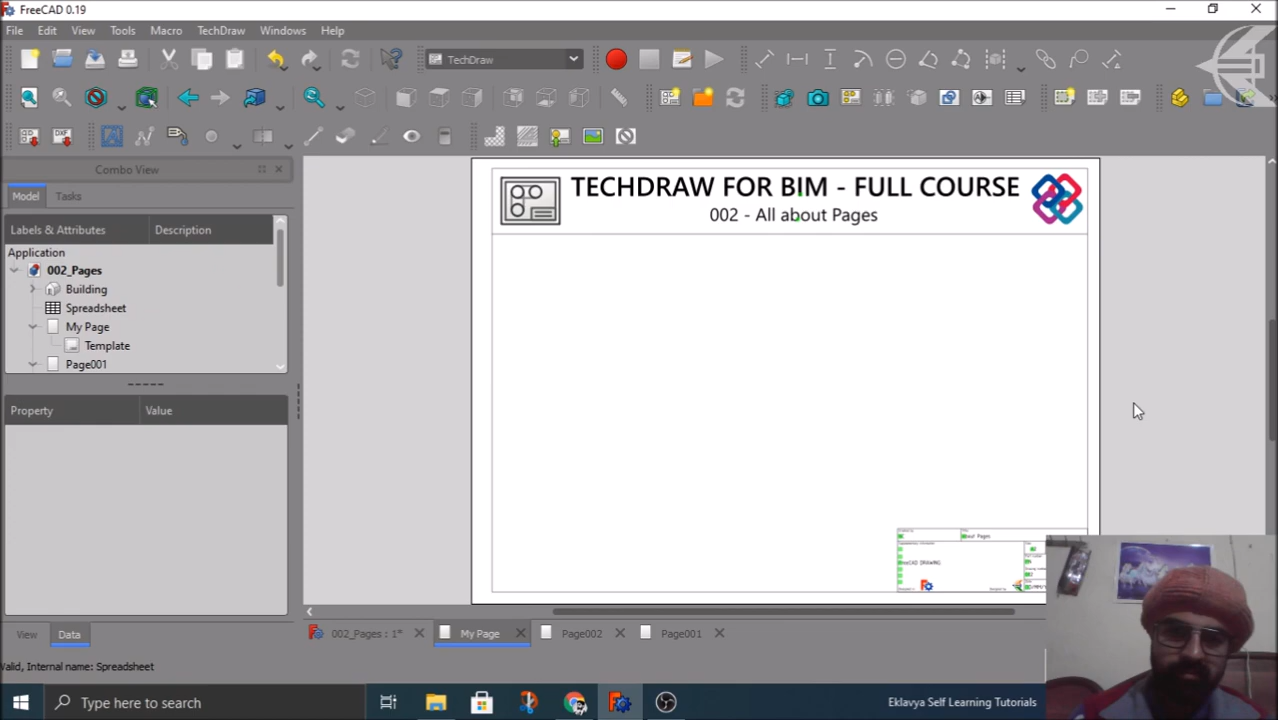 FreeCAD 0.19
File Edit View Tools Macro TechDraw Windows Help
TechDraw
Combo View
Model Tasks
Labels & Attributes Description
Application
002_Pages
Building
Spreadsheet
My Page
Template
Page001
Property Value
View Data
TECHDRAW FOR BIM - FULL COURSE
002 - All about Pages
FreeCAD DRAWING
002_Pages : 1* My Page Page002 Page001
Valid, Internal name: Spreadsheet
Type here to search
Eklavya Self Learning Tutorials